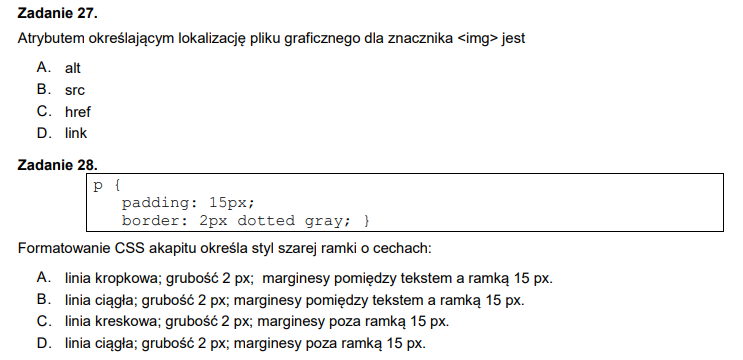 Zadanie 27.
Atrybutem określającym lokalizację pliku graficznego dla znacznika <img> jest
A. alt
B. src
C. href
D. link
Zadanie 28.
p {
padding: 15px;
border: 2px dotted gray; }
Formatowanie CSS akapitu określa styl szarej ramki o cechach:
A. linia kropkowa; grubość 2 px; marginesy pomiędzy tekstem a ramką 15 px.
B. linia ciągła; grubość 2 px; marginesy pomiędzy tekstem a ramką 15 px.
C. linia kreskowa; grubość 2 px; marginesy poza ramką 15 px.
D. linia ciągła; grubość 2 px; marginesy poza ramką 15 px.